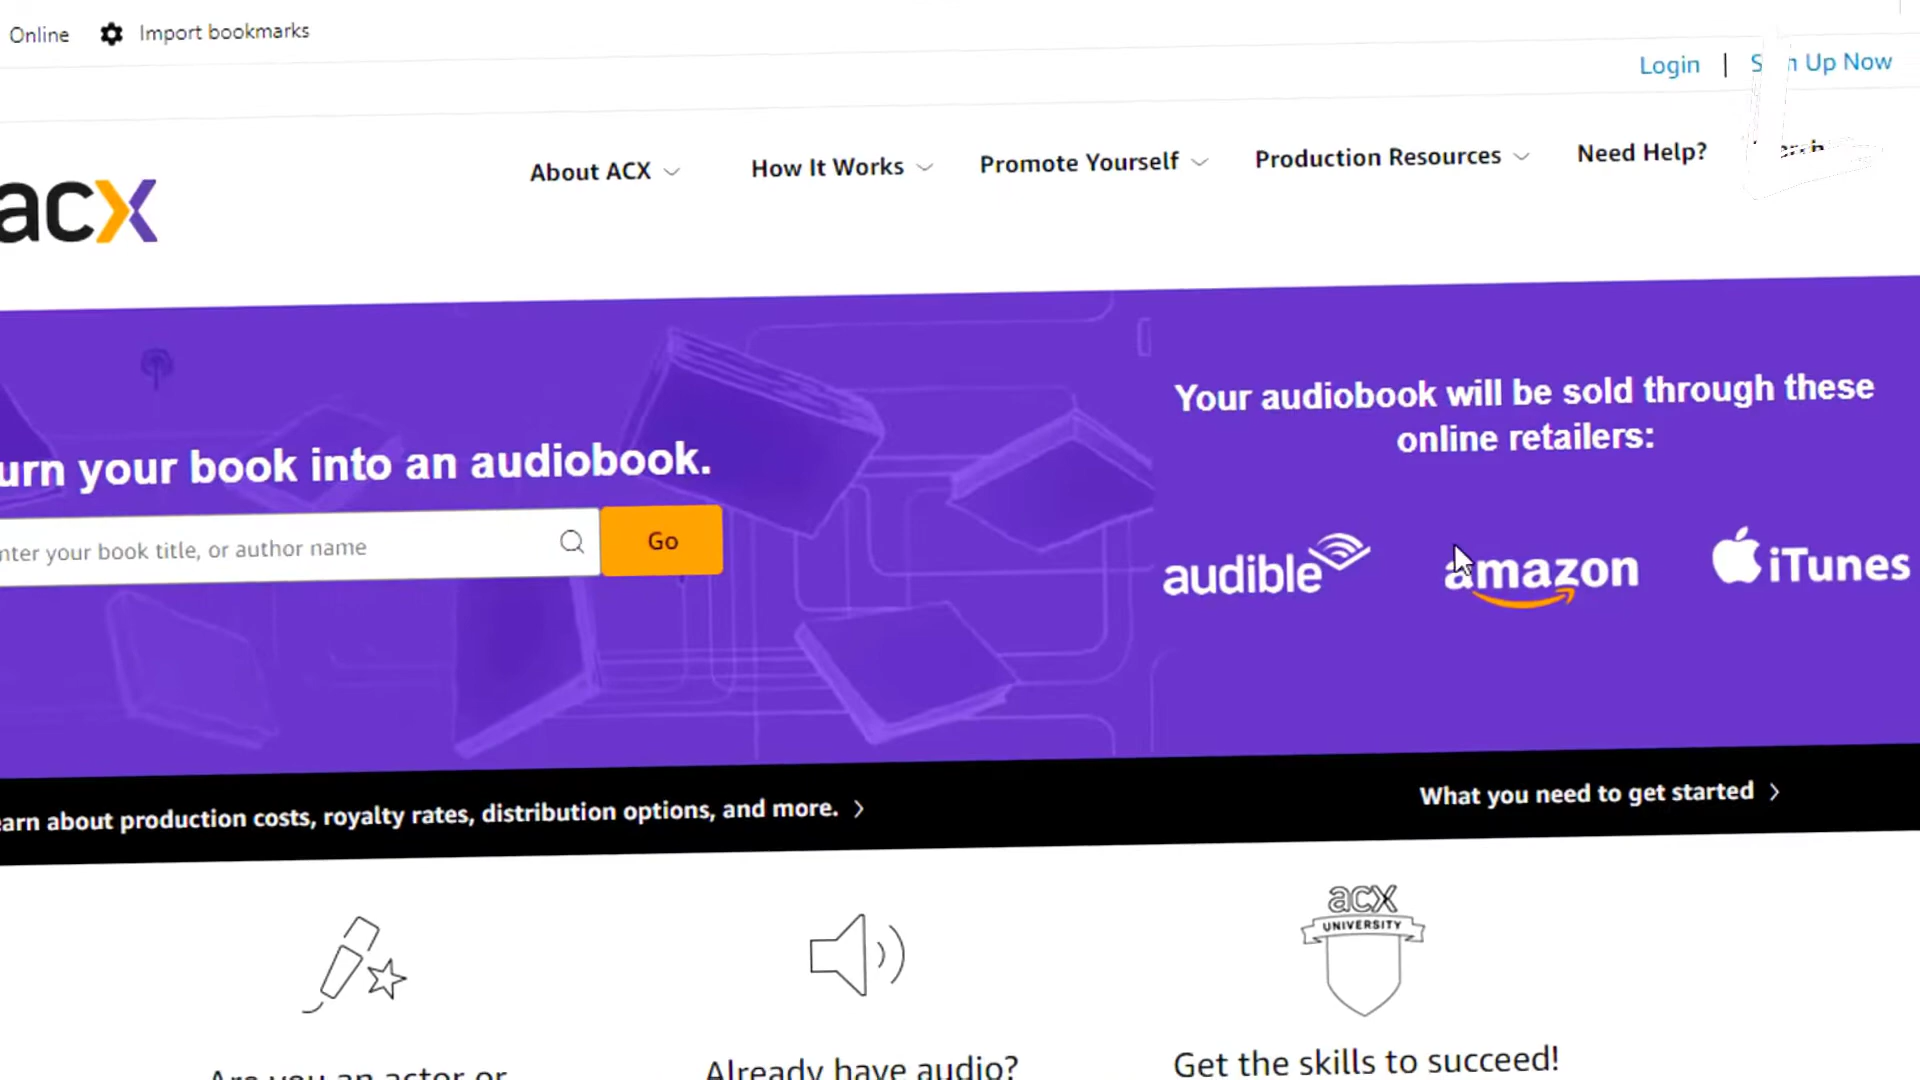 Online Import bookmarks
Login | Up Now
About ACX How It Works Promote Yourself Production Resources Need Help?
acx
Your audiobook will be sold through these
online retailers:
urn your book into an audiobook.
nter your book title, or author name Go
audible amazon iTunes
earn about production costs, royalty rates, distribution options, and more. >
What you need to get started >
acx
UNIVERSITY
Are you an actor or
Already have audio?
Get the skills to succeed!